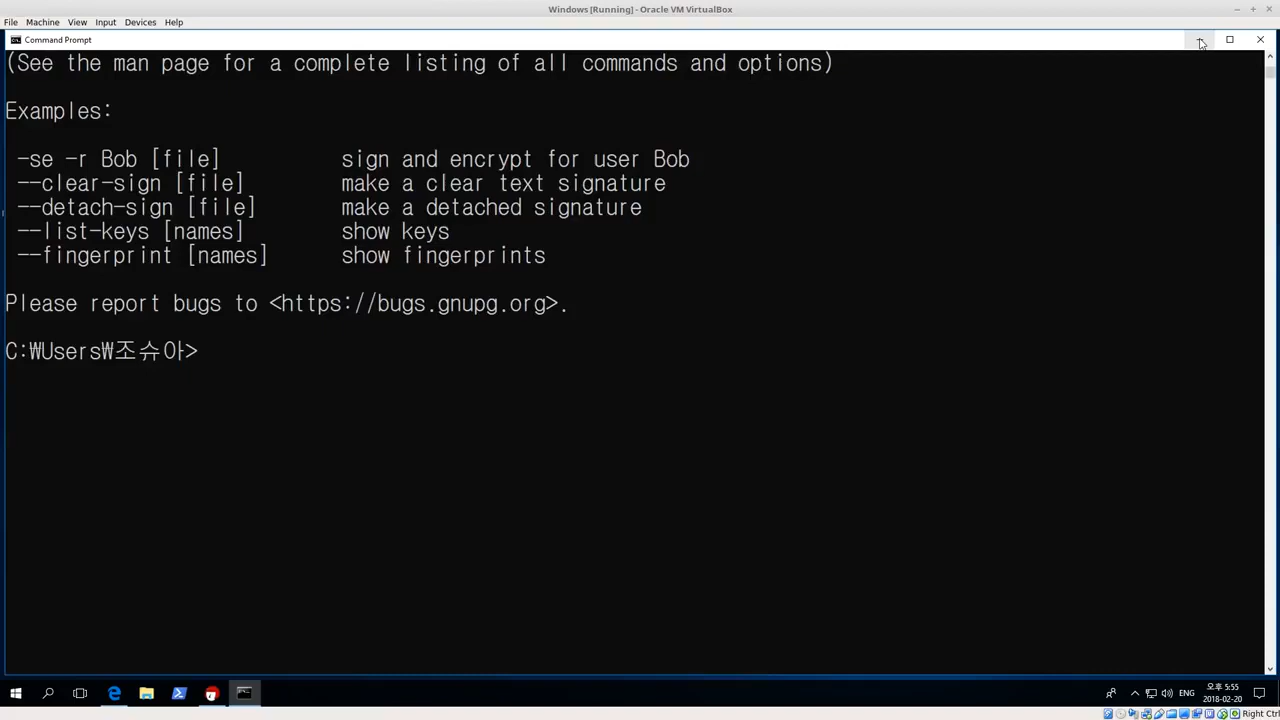 Windows [Running] - Oracle VM VirtualBox
File Machine View Input Devices Help
Command Prompt
(See the man page for a complete listing of all commands and options)
Examples:
-se -r Bob [file] sign and encrypt for user Bob
--clear-sign [file] make a clear text signature
--detach-sign [file] make a detached signature
--list-keys [names] show keys
--fingerprint [names] show fingerprints
Please report bugs to <https://bugs.gnupg.org>.
C:₩Users₩조슈아>
ENG
오후 5:55
2018-02-20
Right Ctrl